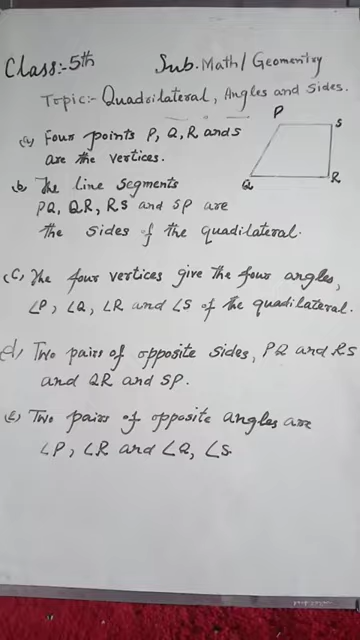 Class:- 5th Sub. Math/Geomentry
Topic:- Quadrilateral, Angles and Sides.
P
S
Q
R
(a) Four points P, Q, R and S
are the vertices.
b, The line segments
PQ, QR, RS and SP are
the sides of the quadilateral.
(c, The four vertices give the four angles,
∠P, ∠Q, ∠R and ∠S of the quadilateral.
d, Two pairs of opposite sides, PQ and RS
and QR and SP.
(e) Two pairs of opposite angles are
∠P, ∠R and ∠Q, ∠S